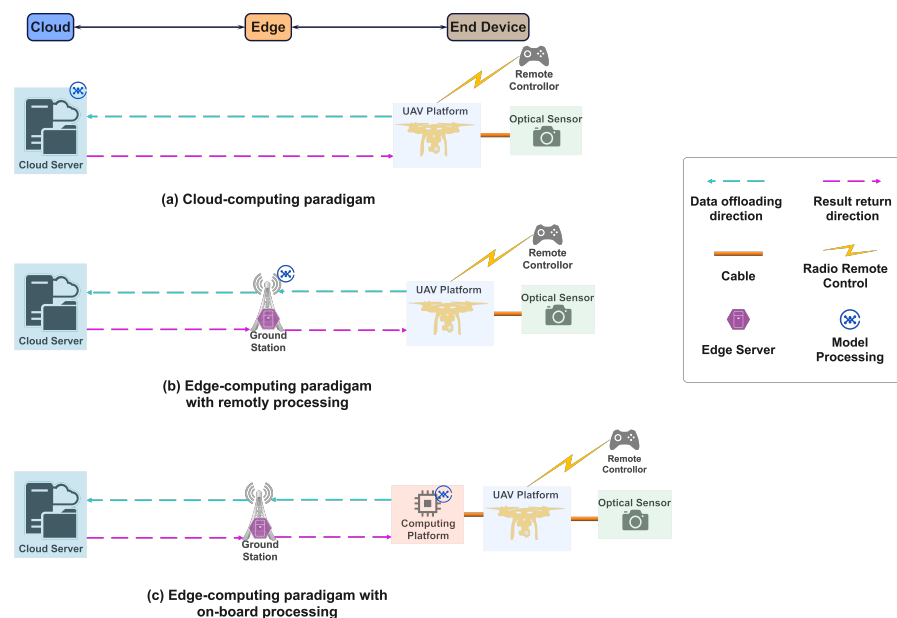 Cloud
Edge
End Device
Remote
Controllor
UAV Platform
Optical Sensor
Cloud Server
(a) Cloud-computing paradigam
Remote
Controllor
UAV Platform
Optical Sensor
Cloud Server
Ground
Station
(b) Edge-computing paradigam
with remotly processing
Remote
Controllor
UAV Platform
Optical Sensor
Computing
Platform
Cloud Server
Ground
Station
(c) Edge-computing paradigam with
on-board processing
Data offloading
direction
Result return
direction
Cable
Radio Remote
Control
Edge Server
Model
Processing